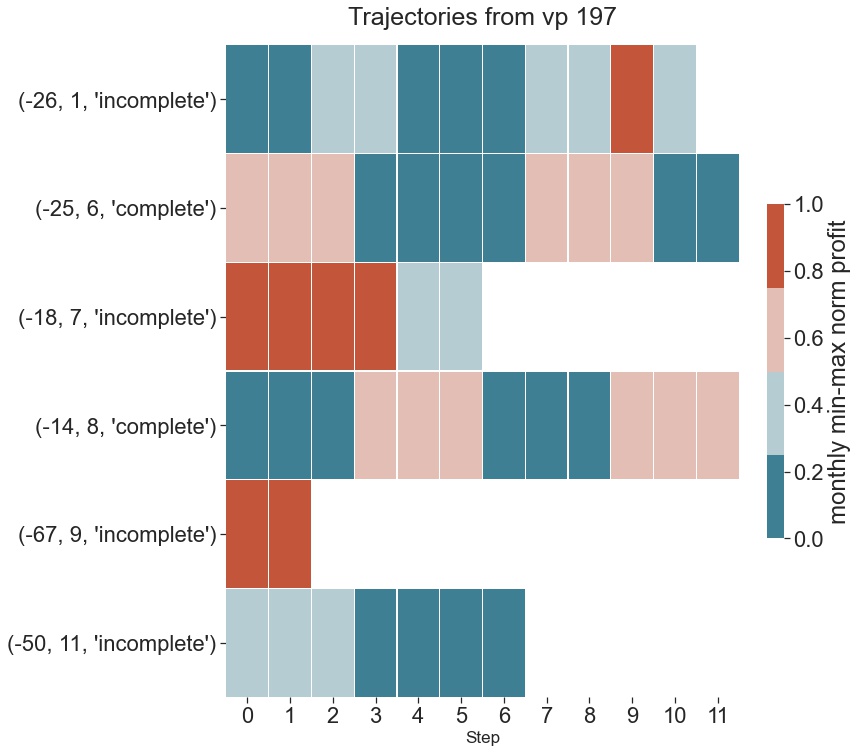 Trajectories from vp 197
(-26, 1, 'incomplete')
(-25, 6, 'complete')
(-18, 7, 'incomplete')
(-14, 8, 'complete')
(-67, 9, 'incomplete')
(-50, 11, 'incomplete')
0 1 2 3 4 5 6 7 8 9 10 11
Step
1.0
0.8
0.6
0.4
0.2
0.0
monthly min-max norm profit